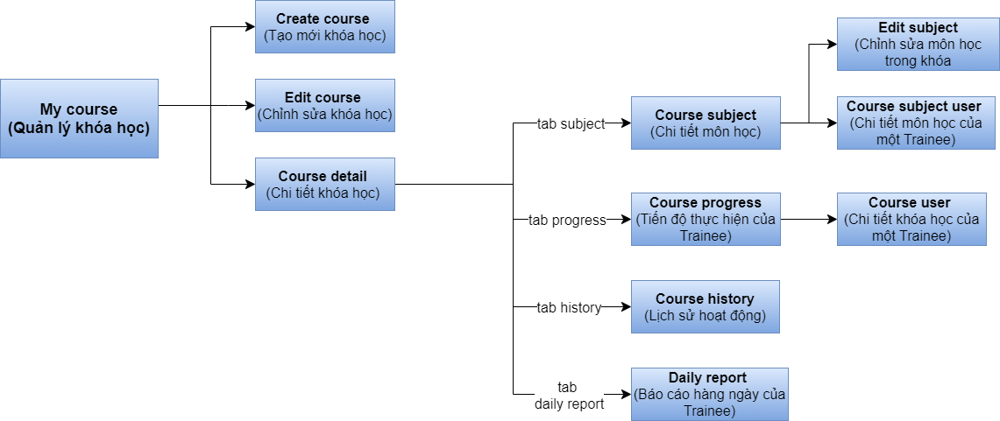 My course
(Quản lý khóa học)
Create course
(Tạo mới khóa học)
Edit course
(Chỉnh sửa khóa học)
Course detail
(Chi tiết khóa học)
tab subject
Course subject
(Chi tiết môn học)
Edit subject
(Chỉnh sửa môn học
trong khóa
Course subject user
(Chi tiết môn học của
một Trainee)
tab progress
Course progress
(Tiến độ thực hiện của
Trainee)
Course user
(Chi tiết khóa học của
một Trainee)
tab history
Course history
(Lịch sử hoạt động)
tab
daily report
Daily report
(Báo cáo hàng ngày của
Trainee)